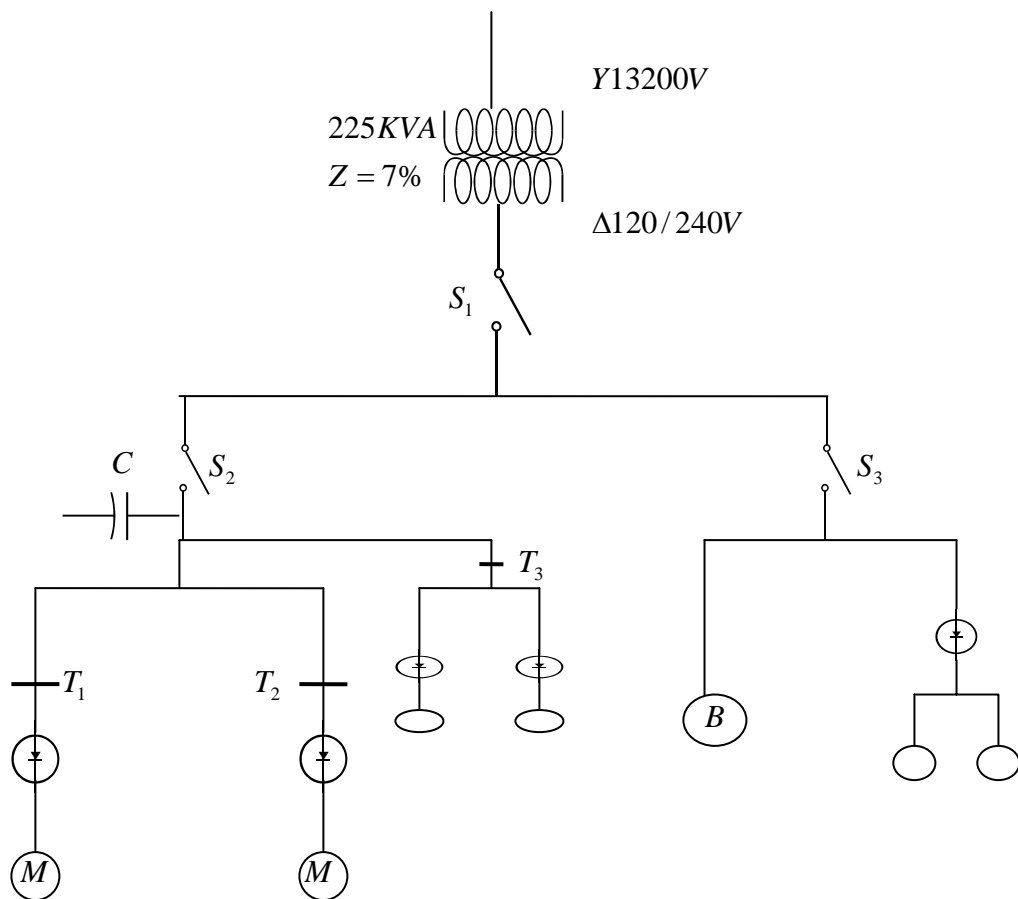 Y13200V
225KVA
Z = 7%
Δ120/240V
S₁
C
S₂
S₃
T₃
T₁
T₂
B
M
M